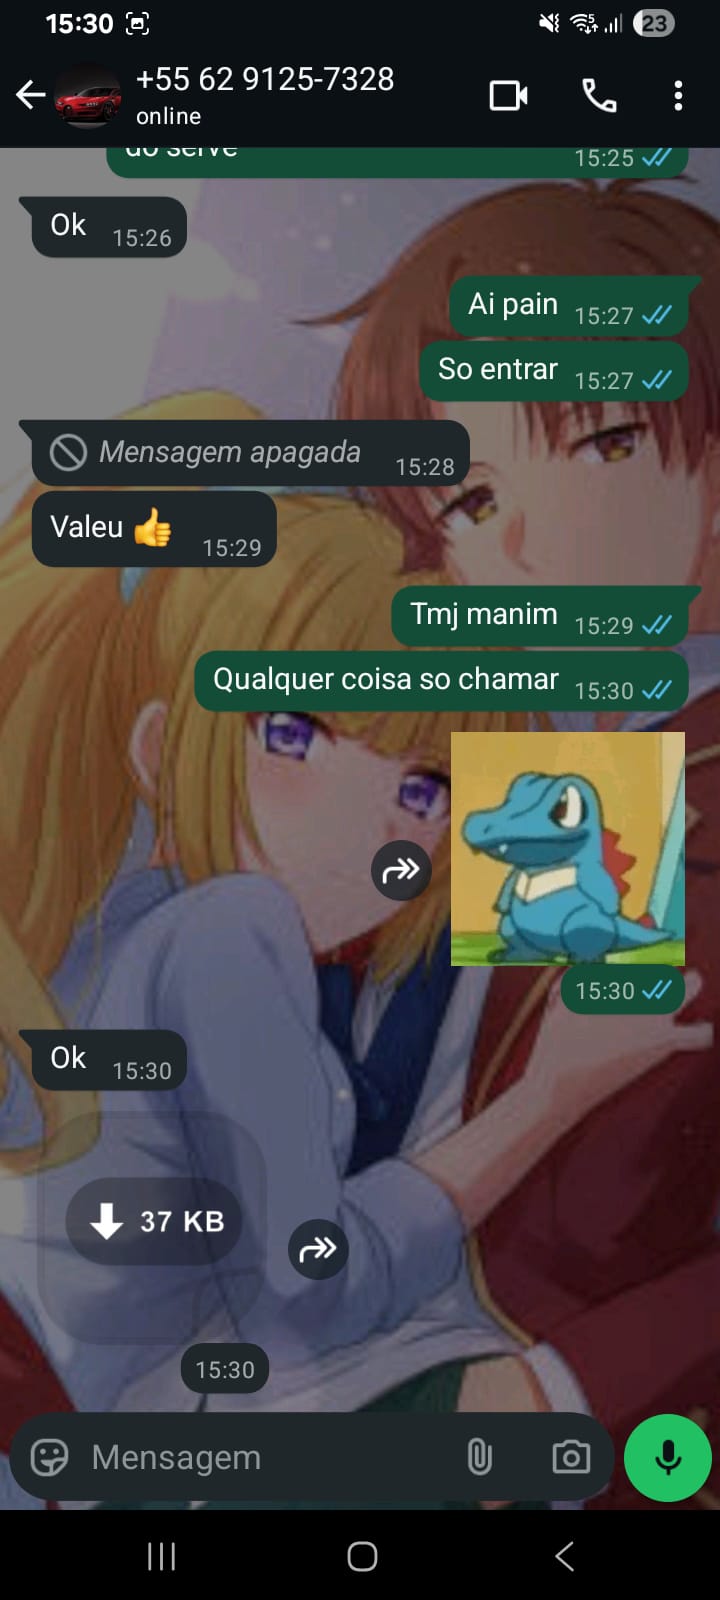 15:30
23
+55 62 9125-7328
online
do serve
15:25
Ok 15:26
Ai pain 15:27
So entrar 15:27
Mensagem apagada 15:28
Valeu 👍 15:29
Tmj manim 15:29
Qualquer coisa so chamar 15:30
15:30
Ok 15:30
37 KB
15:30
Mensagem